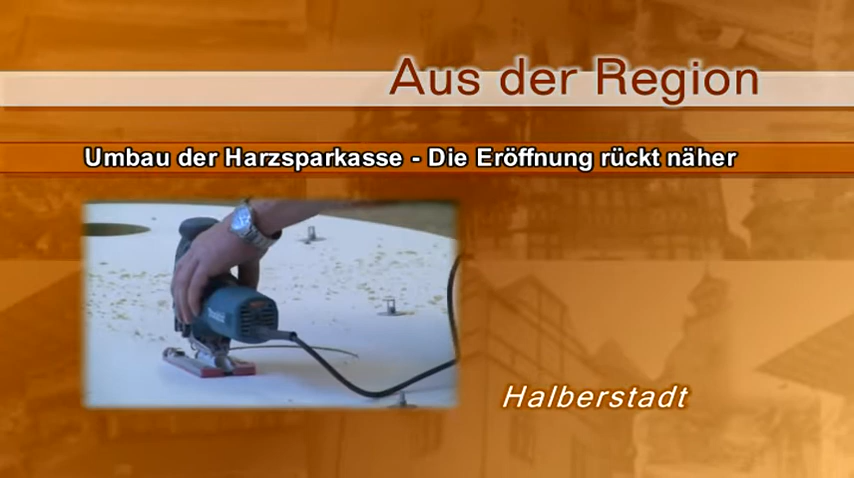 Aus der Region
Umbau der Harzsparkasse - Die Eröffnung rückt näher
Halberstadt